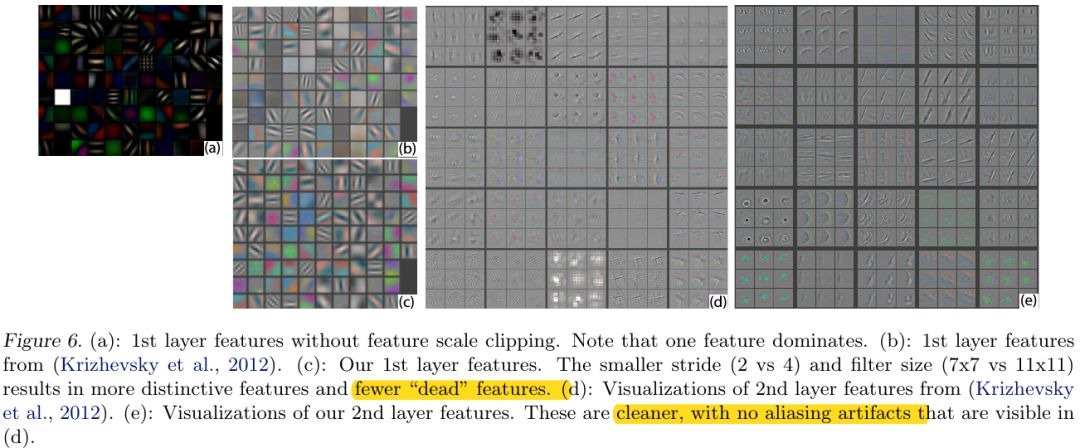 (a)
(b)
(c)
(d)
(e)
Figure 6. (a): 1st layer features without feature scale clipping. Note that one feature dominates. (b): 1st layer features
from (Krizhevsky et al., 2012). (c): Our 1st layer features. The smaller stride (2 vs 4) and filter size (7x7 vs 11x11)
results in more distinctive features and fewer “dead” features. (d): Visualizations of 2nd layer features from (Krizhevsky
et al., 2012). (e): Visualizations of our 2nd layer features. These are cleaner, with no aliasing artifacts that are visible in
(d).